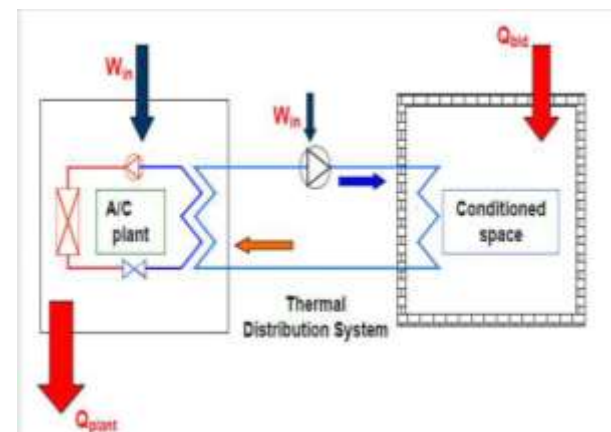 W_in
Q_bld
W_in
A/C
plant
Conditioned
space
Thermal
Distribution System
Q_plant